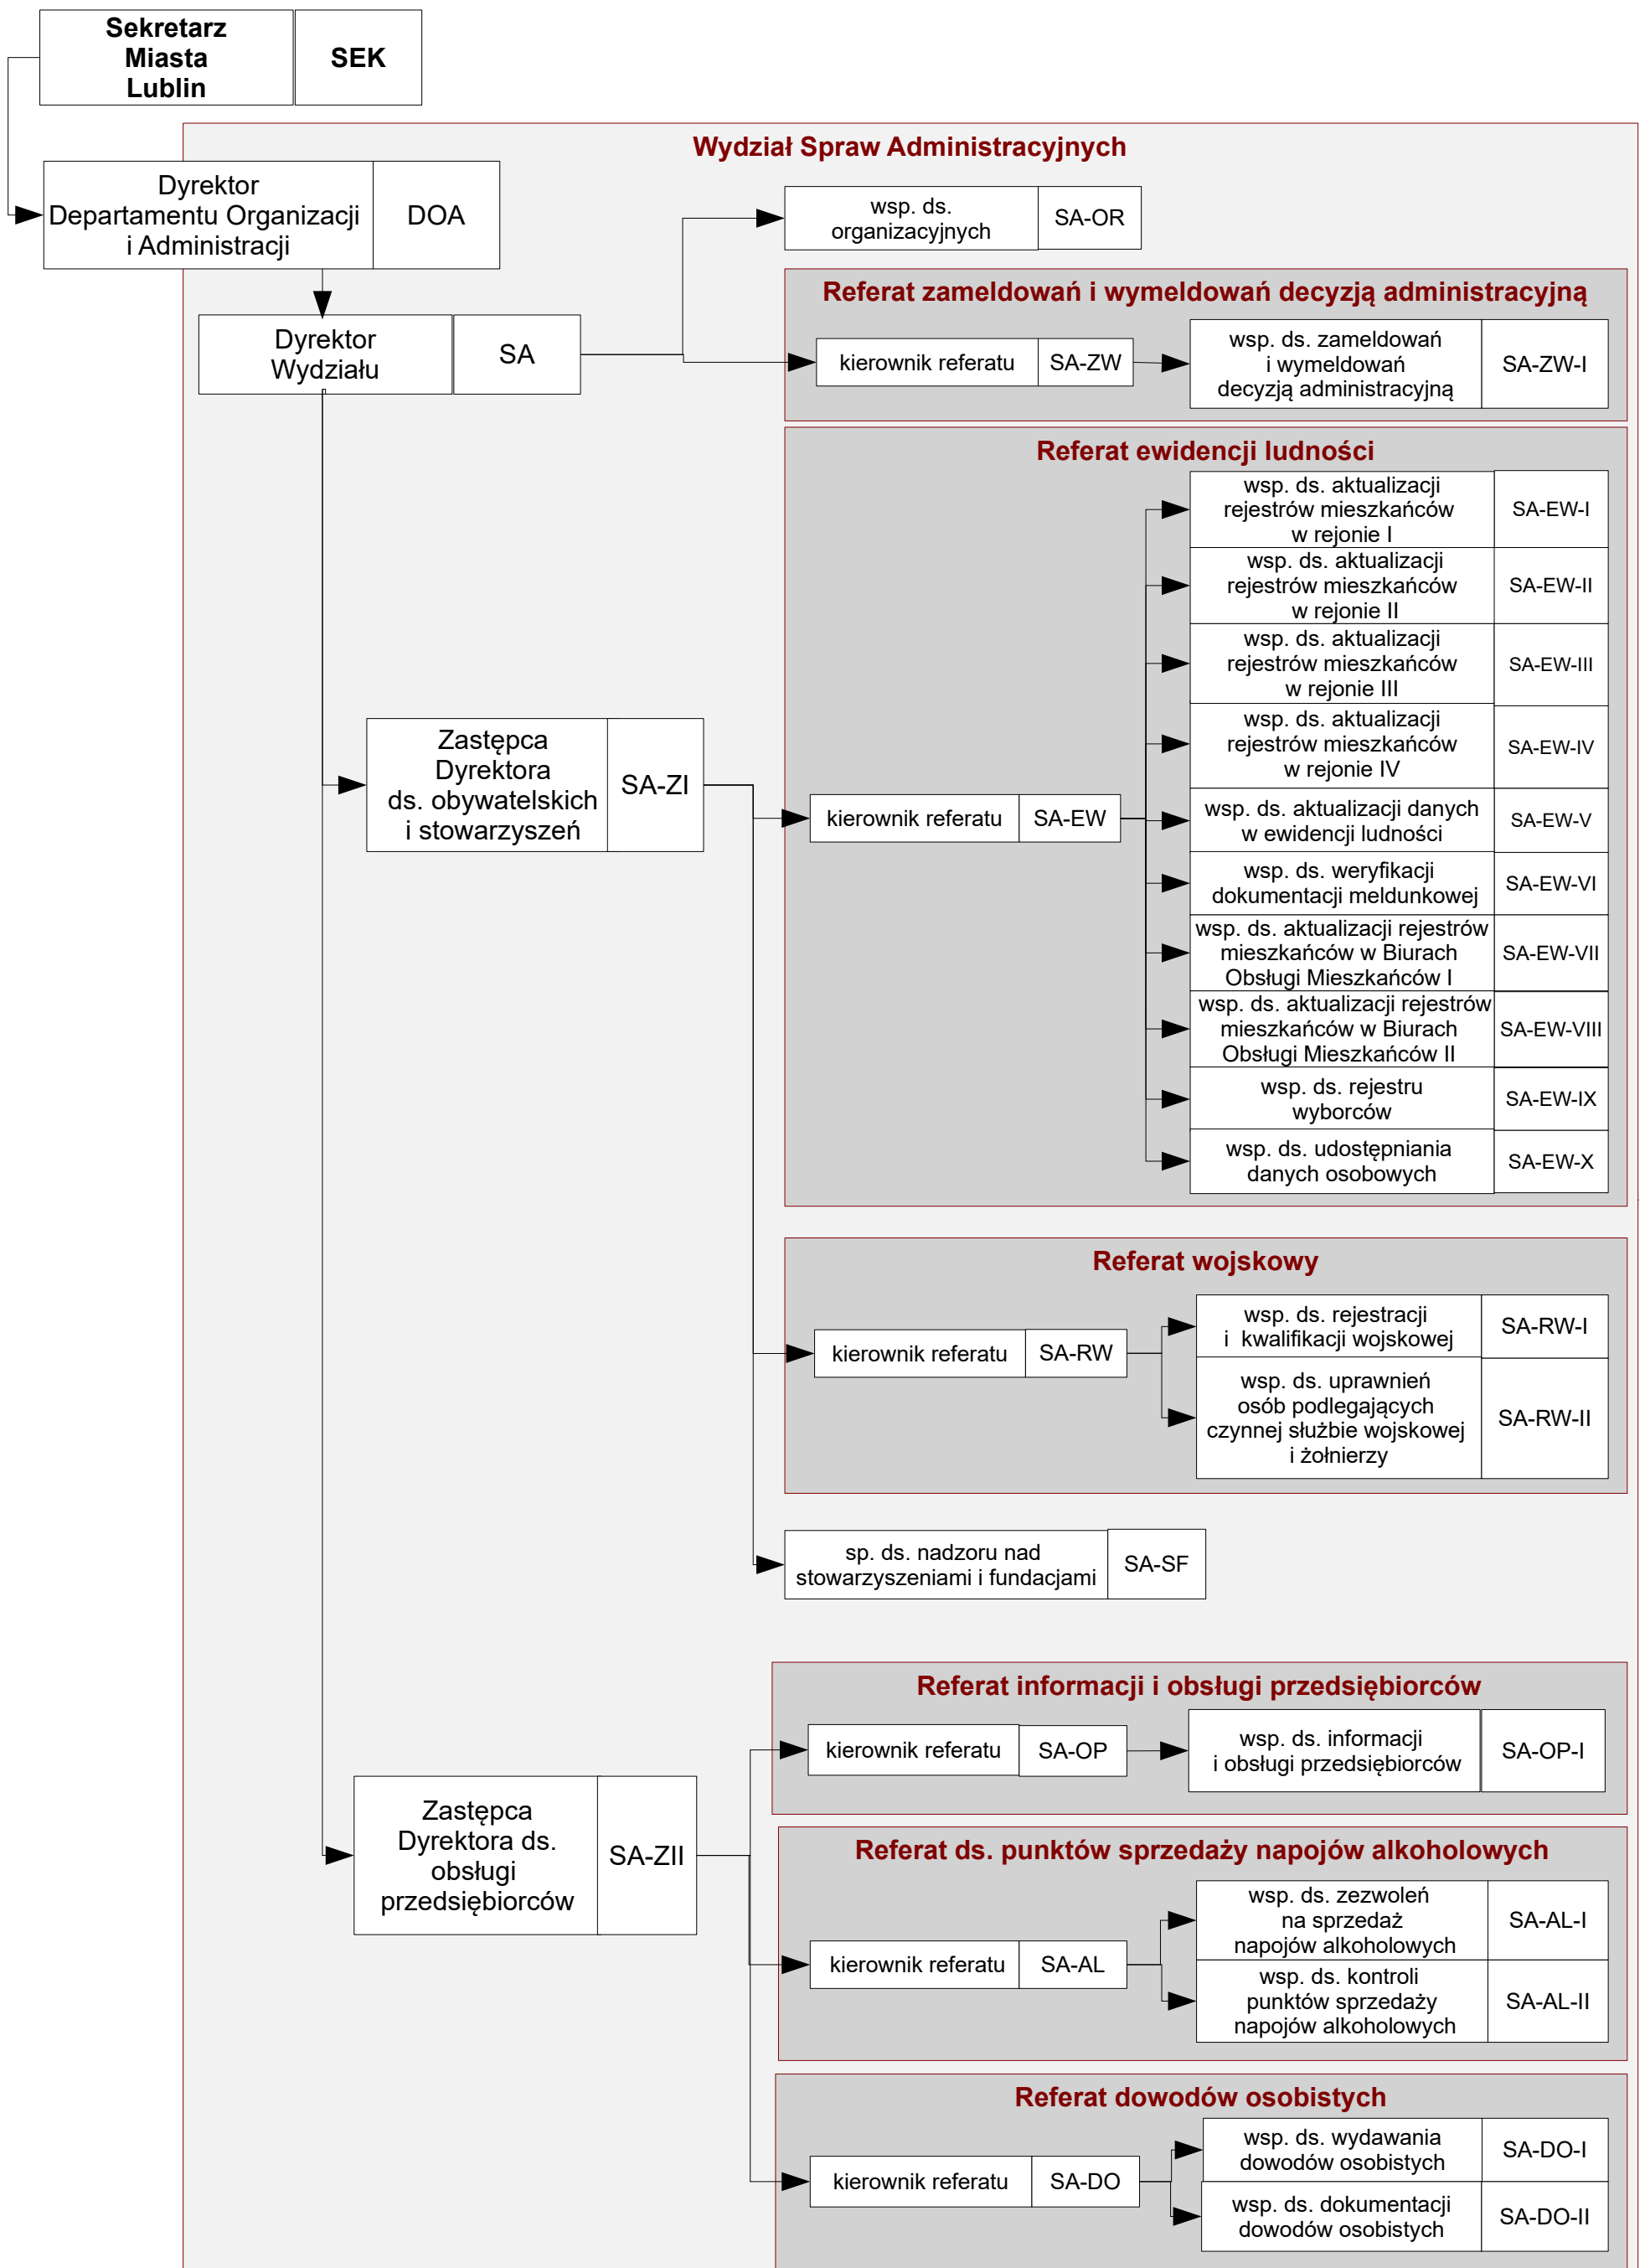 Sekretarz
Miasta
Lublin
SEK
Wydział Spraw Administracyjnych
Dyrektor
Departamentu Organizacji
i Administracji
DOA
wsp. ds.
organizacyjnych
SA-OR
Dyrektor
Wydziału
SA
Referat zameldowań i wymeldowań decyzją administracyjną
kierownik referatu
SA-ZW
wsp. ds. zameldowań
i wymeldowań
decyzją administracyjną
SA-ZW-I
Referat ewidencji ludności
wsp. ds. aktualizacji
rejestrów mieszkańców
w rejonie I
SA-EW-I
wsp. ds. aktualizacji
rejestrów mieszkańców
w rejonie II
SA-EW-II
wsp. ds. aktualizacji
rejestrów mieszkańców
w rejonie III
SA-EW-III
wsp. ds. aktualizacji
rejestrów mieszkańców
w rejonie IV
SA-EW-IV
Zastępca
Dyrektora
ds. obywatelskich
i stowarzyszeń
SA-ZI
kierownik referatu
SA-EW
wsp. ds. aktualizacji danych
w ewidencji ludności
SA-EW-V
wsp. ds. weryfikacji
dokumentacji meldunkowej
SA-EW-VI
wsp. ds. aktualizacji rejestrów
mieszkańców w Biurach
Obsługi Mieszkańców I
SA-EW-VII
wsp. ds. aktualizacji rejestrów
mieszkańców w Biurach
Obsługi Mieszkańców II
SA-EW-VIII
wsp. ds. rejestru
wyborców
SA-EW-IX
wsp. ds. udostępniania
danych osobowych
SA-EW-X
Referat wojskowy
kierownik referatu
SA-RW
wsp. ds. rejestracji
i kwalifikacji wojskowej
SA-RW-I
wsp. ds. uprawnień
osób podlegających
czynnej służbie wojskowej
i żołnierzy
SA-RW-II
sp. ds. nadzoru nad
stowarzyszeniami i fundacjami
SA-SF
Referat informacji i obsługi przedsiębiorców
kierownik referatu
SA-OP
wsp. ds. informacji
i obsługi przedsiębiorców
SA-OP-I
Zastępca
Dyrektora ds.
obsługi
przedsiębiorców
SA-ZII
Referat ds. punktów sprzedaży napojów alkoholowych
kierownik referatu
SA-AL
wsp. ds. zezwoleń
na sprzedaż
napojów alkoholowych
SA-AL-I
wsp. ds. kontroli
punktów sprzedaży
napojów alkoholowych
SA-AL-II
Referat dowodów osobistych
kierownik referatu
SA-DO
wsp. ds. wydawania
dowodów osobistych
SA-DO-I
wsp. ds. dokumentacji
dowodów osobistych
SA-DO-II